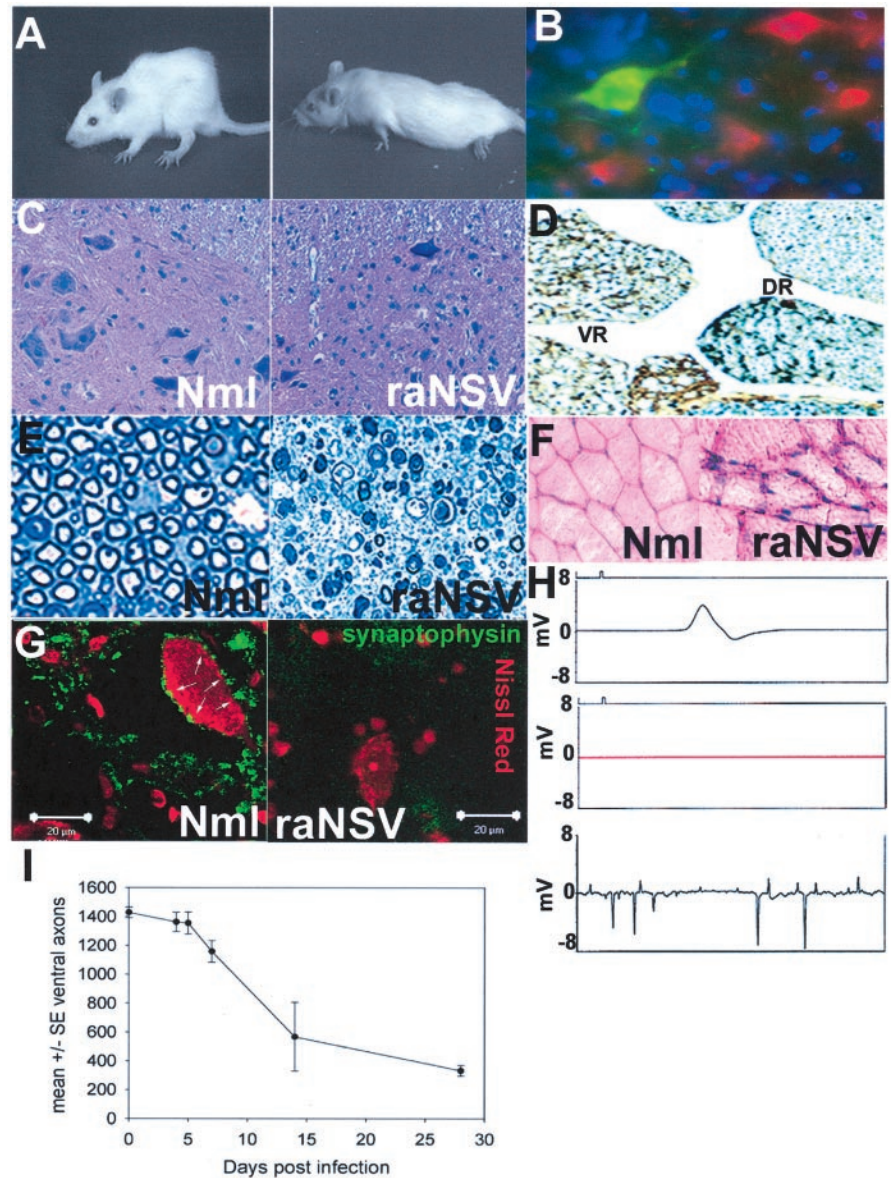 A
B
C
Nml
raNSV
D
DR
VR
E
Nml
raNSV
F
Nml
raNSV
G
20 µm
Nml
synaptophysin
Nissl Red
raNSV
20 µm
H
8
mV
0
-8
8
mV
0
-8
8
mV
0
-8
I
1600
1400
1200
1000
800
600
400
200
0
mean +/- SE ventral axons
0
5
10
15
20
25
30
Days post infection